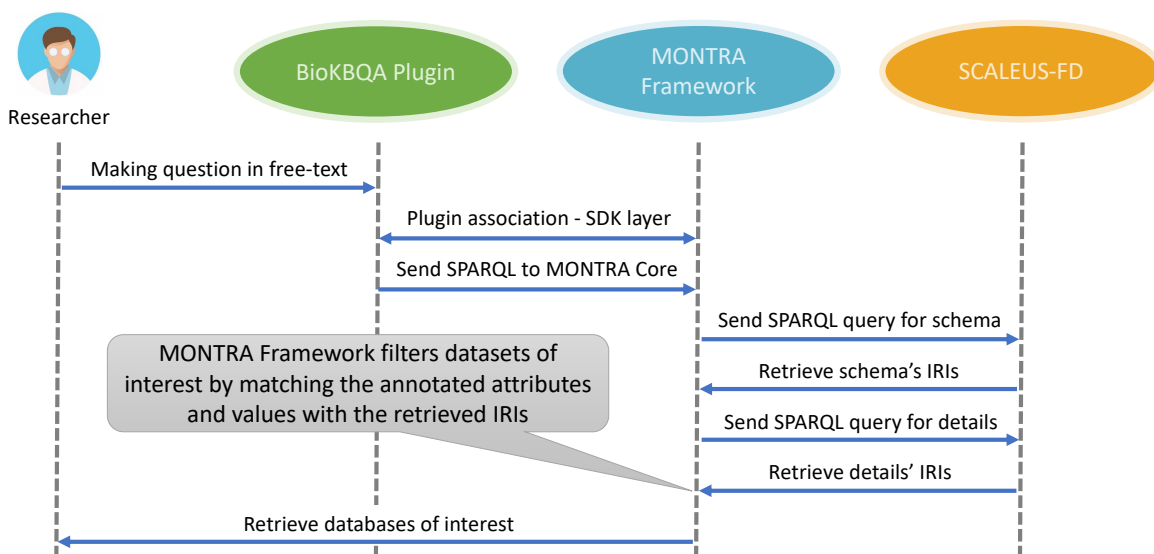 Researcher
BioKBQA Plugin
MONTRA
Framework
SCALEUS-FD
Making question in free-text
Plugin association - SDK layer
Send SPARQL to MONTRA Core
Send SPARQL query for schema
MONTRA Framework filters datasets of
interest by matching the annotated attributes
and values with the retrieved IRIs
Retrieve schema’s IRIs
Send SPARQL query for details
Retrieve details’ IRIs
Retrieve databases of interest